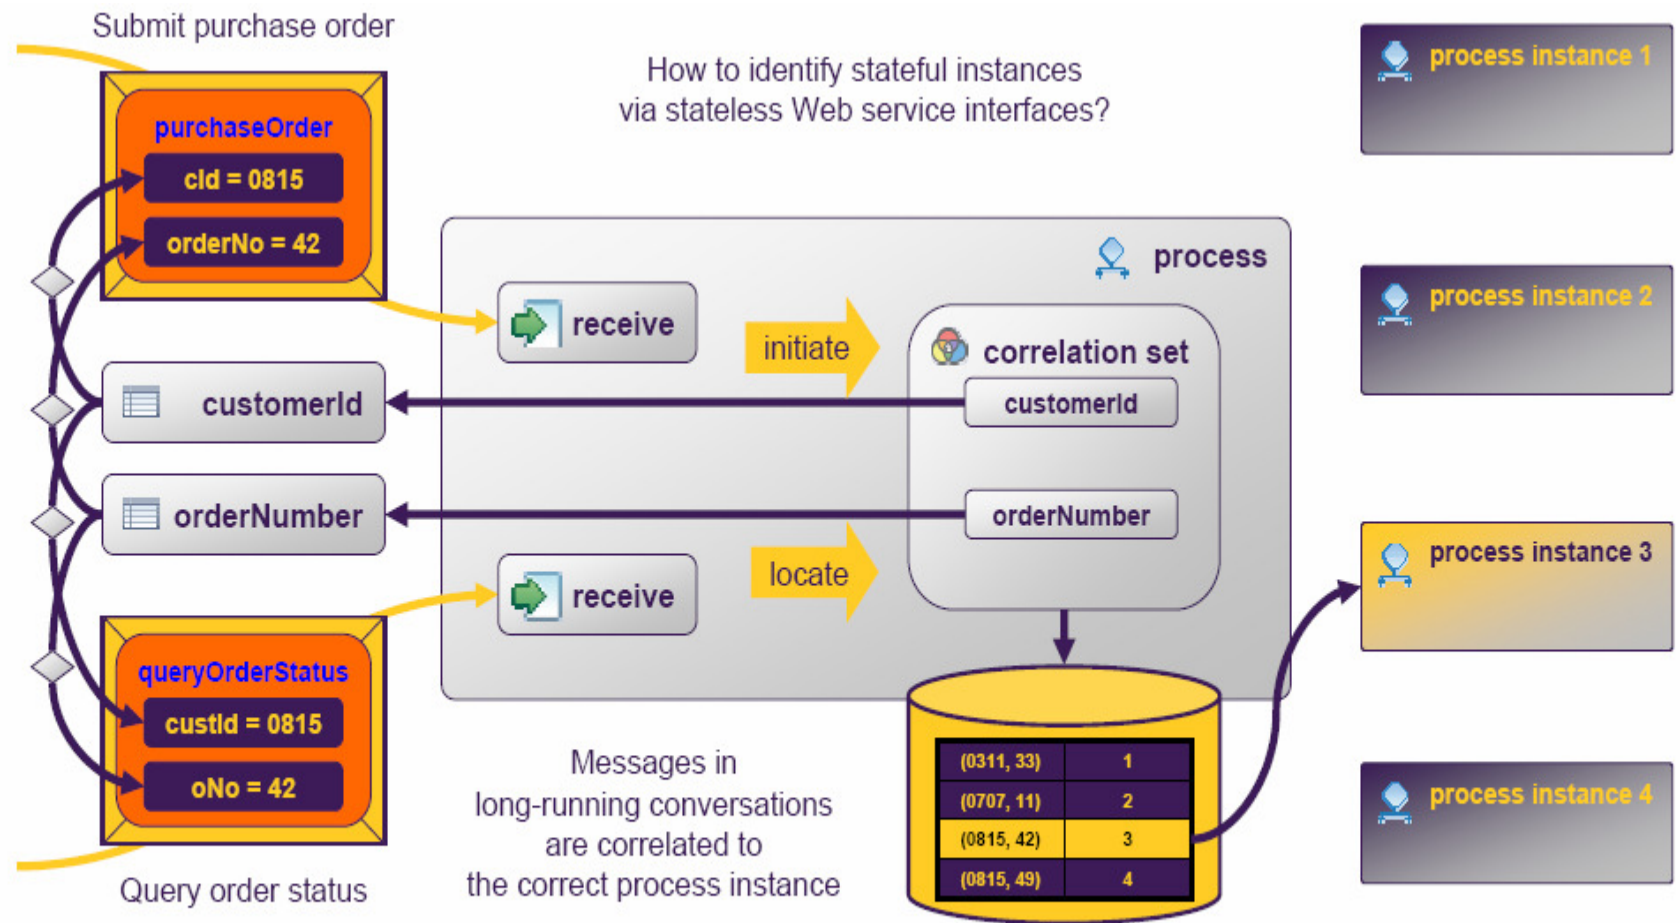 Submit purchase order
purchaseOrder
cId = 0815
orderNo = 42
How to identify stateful instances
via stateless Web service interfaces?
process instance 1
process instance 2
process
receive
initiate
correlation set
customerId
customerId
orderNumber
orderNumber
receive
locate
process instance 3
queryOrderStatus
custId = 0815
oNo = 42
Query order status
Messages in
long-running conversations
are correlated to
the correct process instance
(0311, 33) 1
(0707, 11) 2
(0815, 42) 3
(0815, 49) 4
process instance 4